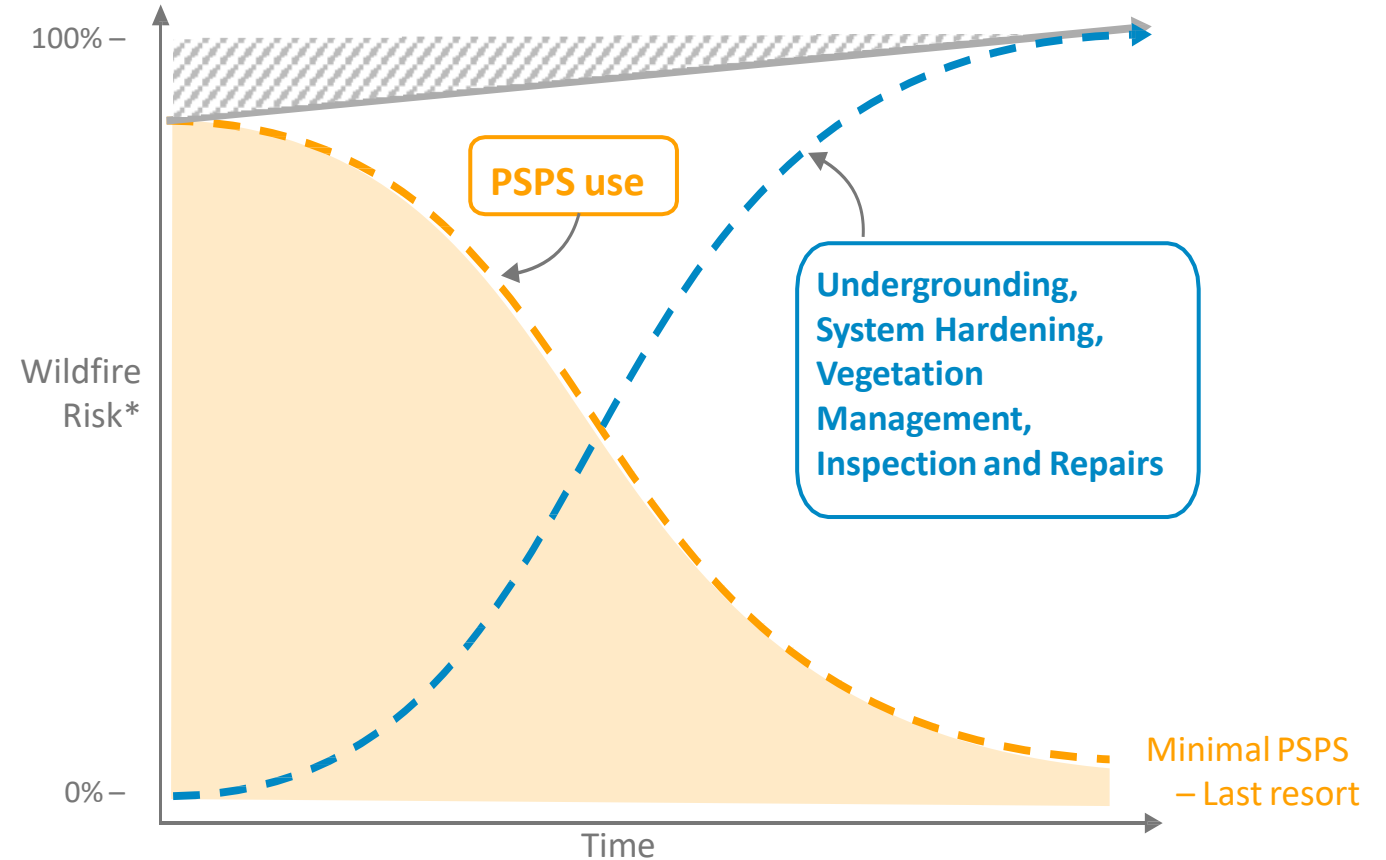 100% –
PSPS use
Undergrounding,
System Hardening,
Vegetation
Management,
Inspection and Repairs
Wildfire
Risk*
Minimal PSPS
– Last resort
0% –
Time